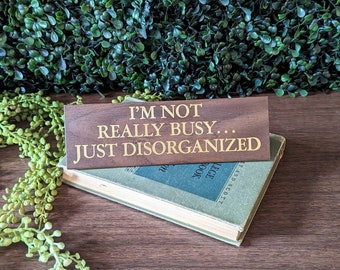 I'M NOT
REALLY BUSY...
JUST DISORGANIZED